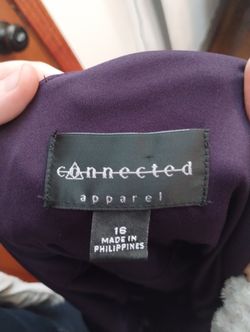 connected
apparel
16
MADE IN
PHILIPPINES